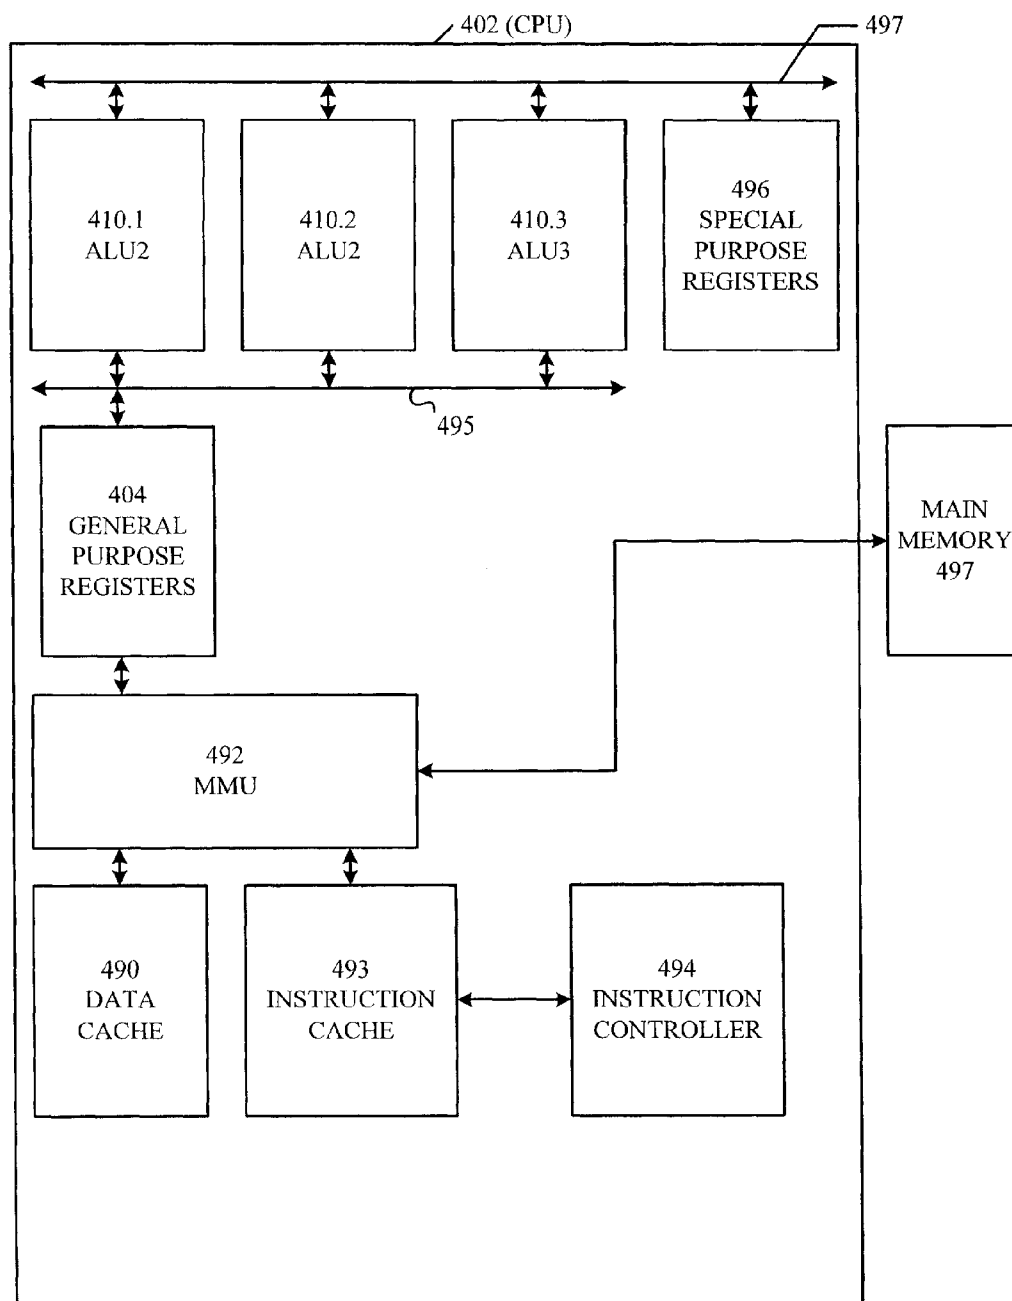 402 (CPU)
497
410.1
ALU2
410.2
ALU2
410.3
ALU3
496
SPECIAL
PURPOSE
REGISTERS
495
404
GENERAL
PURPOSE
REGISTERS
MAIN
MEMORY
497
492
MMU
490
DATA
CACHE
493
INSTRUCTION
CACHE
494
INSTRUCTION
CONTROLLER